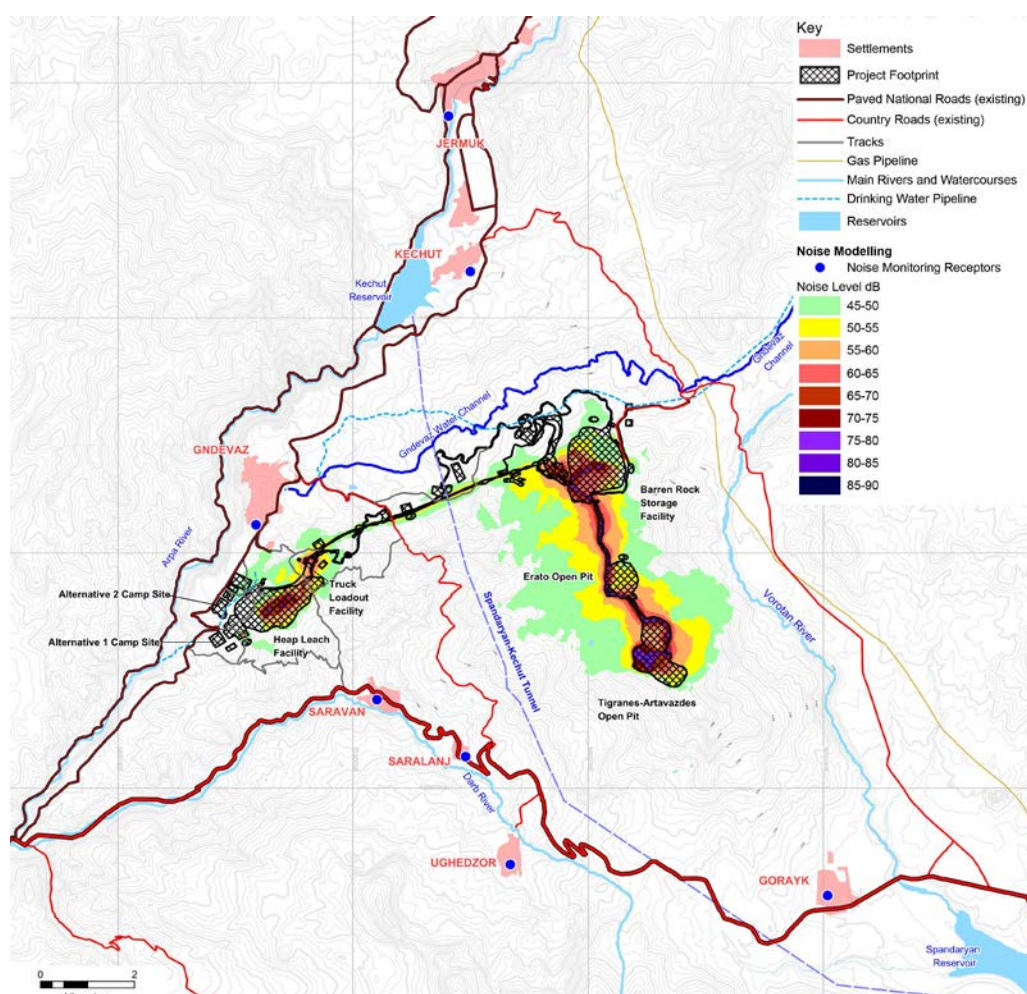 Key
Settlements
Project Footprint
Paved National Roads (existing)
Country Roads (existing)
Tracks
Gas Pipeline
Main Rivers and Watercourses
Drinking Water Pipeline
Reservoirs
Noise Modelling
Noise Monitoring Receptors
Noise Level dB
45-50
50-55
55-60
60-65
65-70
70-75
75-80
80-85
85-90
JERMUK
KECHUT
Kechut
Reservoir
Gndevaz
Channel
Gndevaz Water Channel
GNDEVAZ
Arpa River
Barren Rock
Storage
Facility
Erato Open Pit
Truck
Loadout
Facility
Alternative 2 Camp Site
Alternative 1 Camp Site
Heap Leach
Facility
Spandaryan-Kechut Tunnel
Vorotan River
Tigranes-Artavazdes
Open Pit
SARAVAN
SARALANJ
Darb River
UGHEDZOR
GORAYK
Spandaryan
Reservoir
0
2